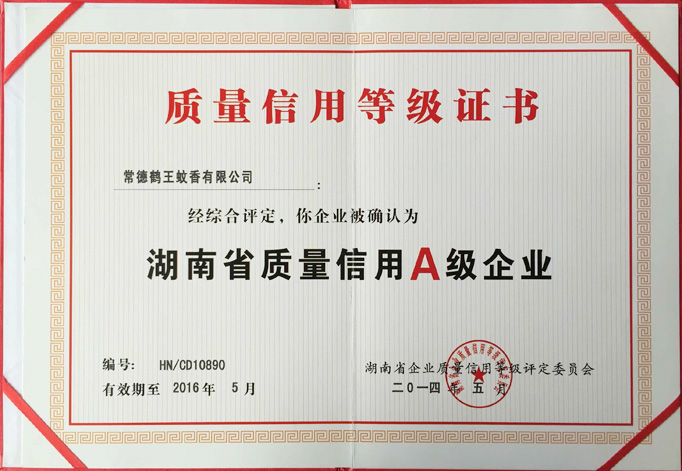 质量信用等级证书
常德鹤王蚊香有限公司：
经综合评定，你企业被确认为
湖南省质量信用A级企业
编号：HN/CD10890
有效期至 2016年 5月
湖南省企业质量信用等级评定委员会
二〇一四年 五月